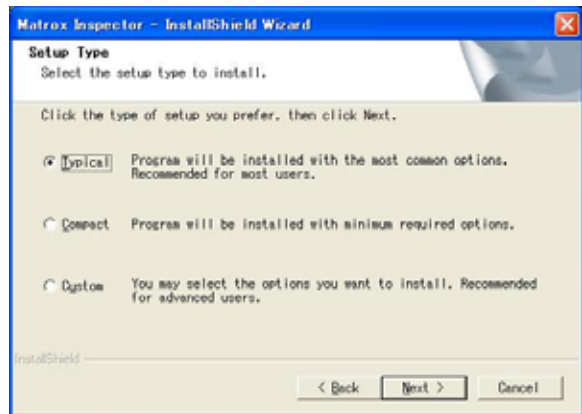 Matrox Inspector - InstallShield Wizard
Setup Type
Select the setup type to install.
Click the type of setup you prefer, then click Next.
Typical
Program will be installed with the most common options.
Recommended for most users.
Compact
Program will be installed with minimum required options.
Custom
You may select the options you want to install. Recommended
for advanced users.
InstallShield
< Back
Next >
Cancel